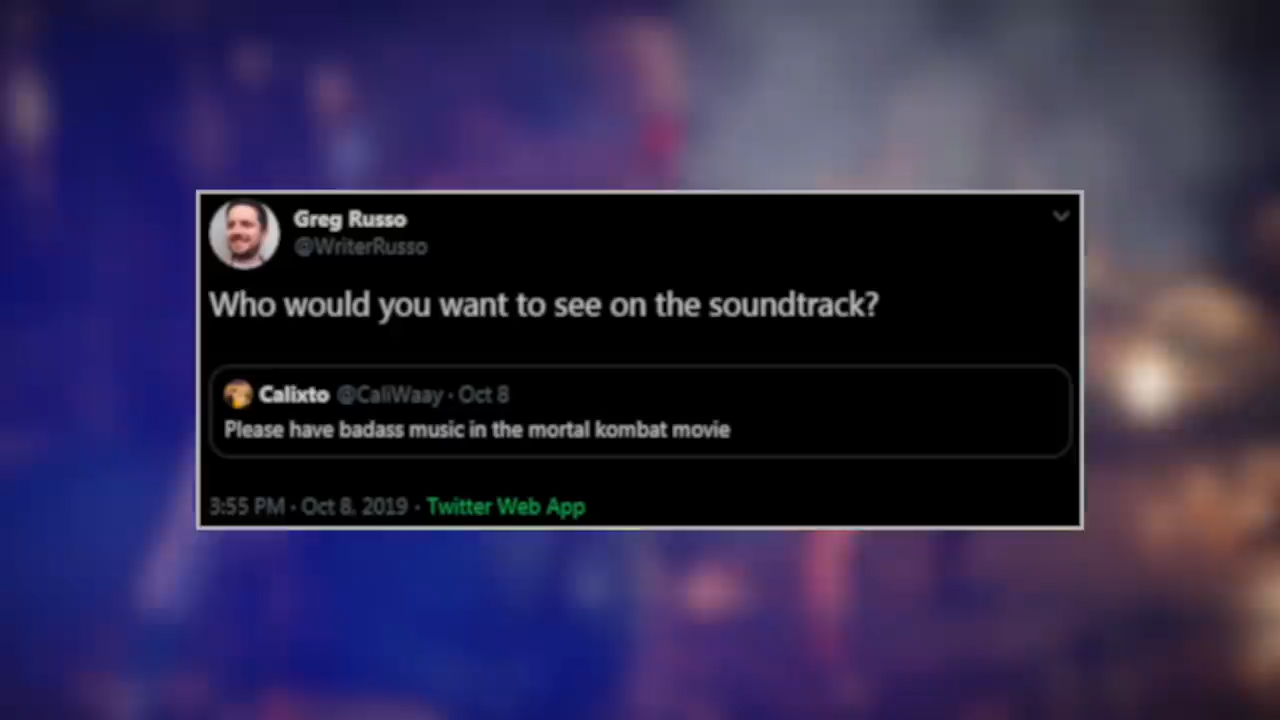 Greg Russo
@WriterRusso
Who would you want to see on the soundtrack?
Calixto @CaliWaay · Oct 8
Please have badass music in the mortal kombat movie
3:55 PM · Oct 8, 2019 · Twitter Web App